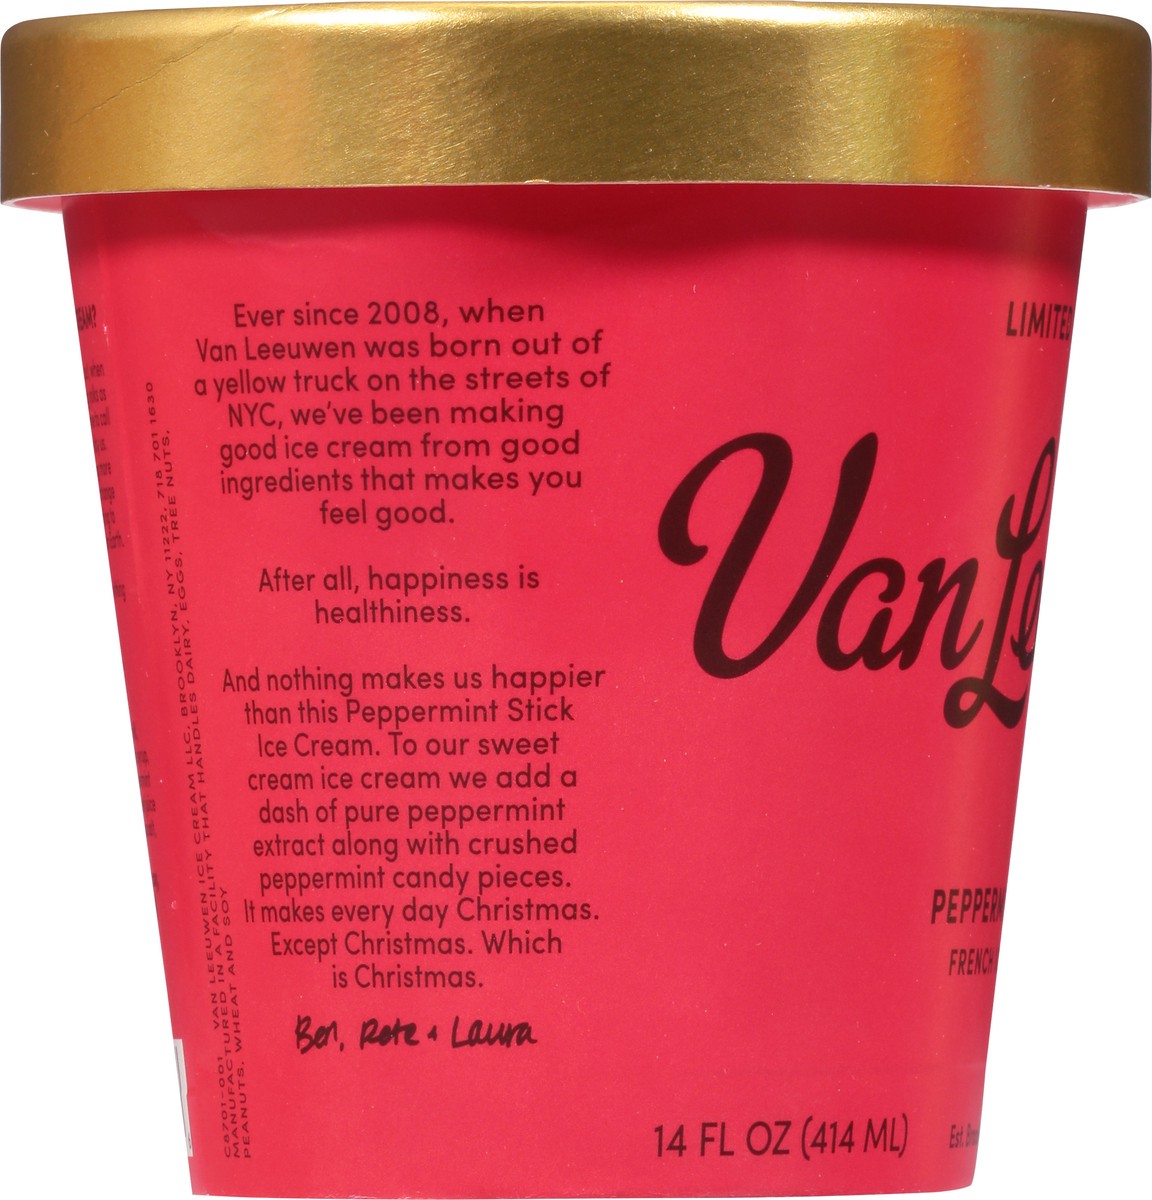 Ever since 2008, when
Van Leeuwen was born out of
a yellow truck on the streets of
NYC, we've been making
good ice cream from good
ingredients that makes you
feel good.
After all, happiness is
healthiness.
And nothing makes us happier
than this Peppermint Stick
Ice Cream. To our sweet
cream ice cream we add a
dash of pure peppermint
extract along with crushed
peppermint candy pieces.
It makes every day Christmas.
Except Christmas. Which
is Christmas.
Ben, Pete + Laura
C8701-001 VAN LEEUWEN ICE CREAM LLC, BROOKLYN, NY 11222, 718 701 1630
MANUFACTURED IN A FACILITY THAT HANDLES DAIRY, EGGS, TREE NUTS,
PEANUTS, WHEAT AND SOY
LIMITED
Van Le
PEPPERM
FRENCH
14 FL OZ (414 ML)
Est. Bro